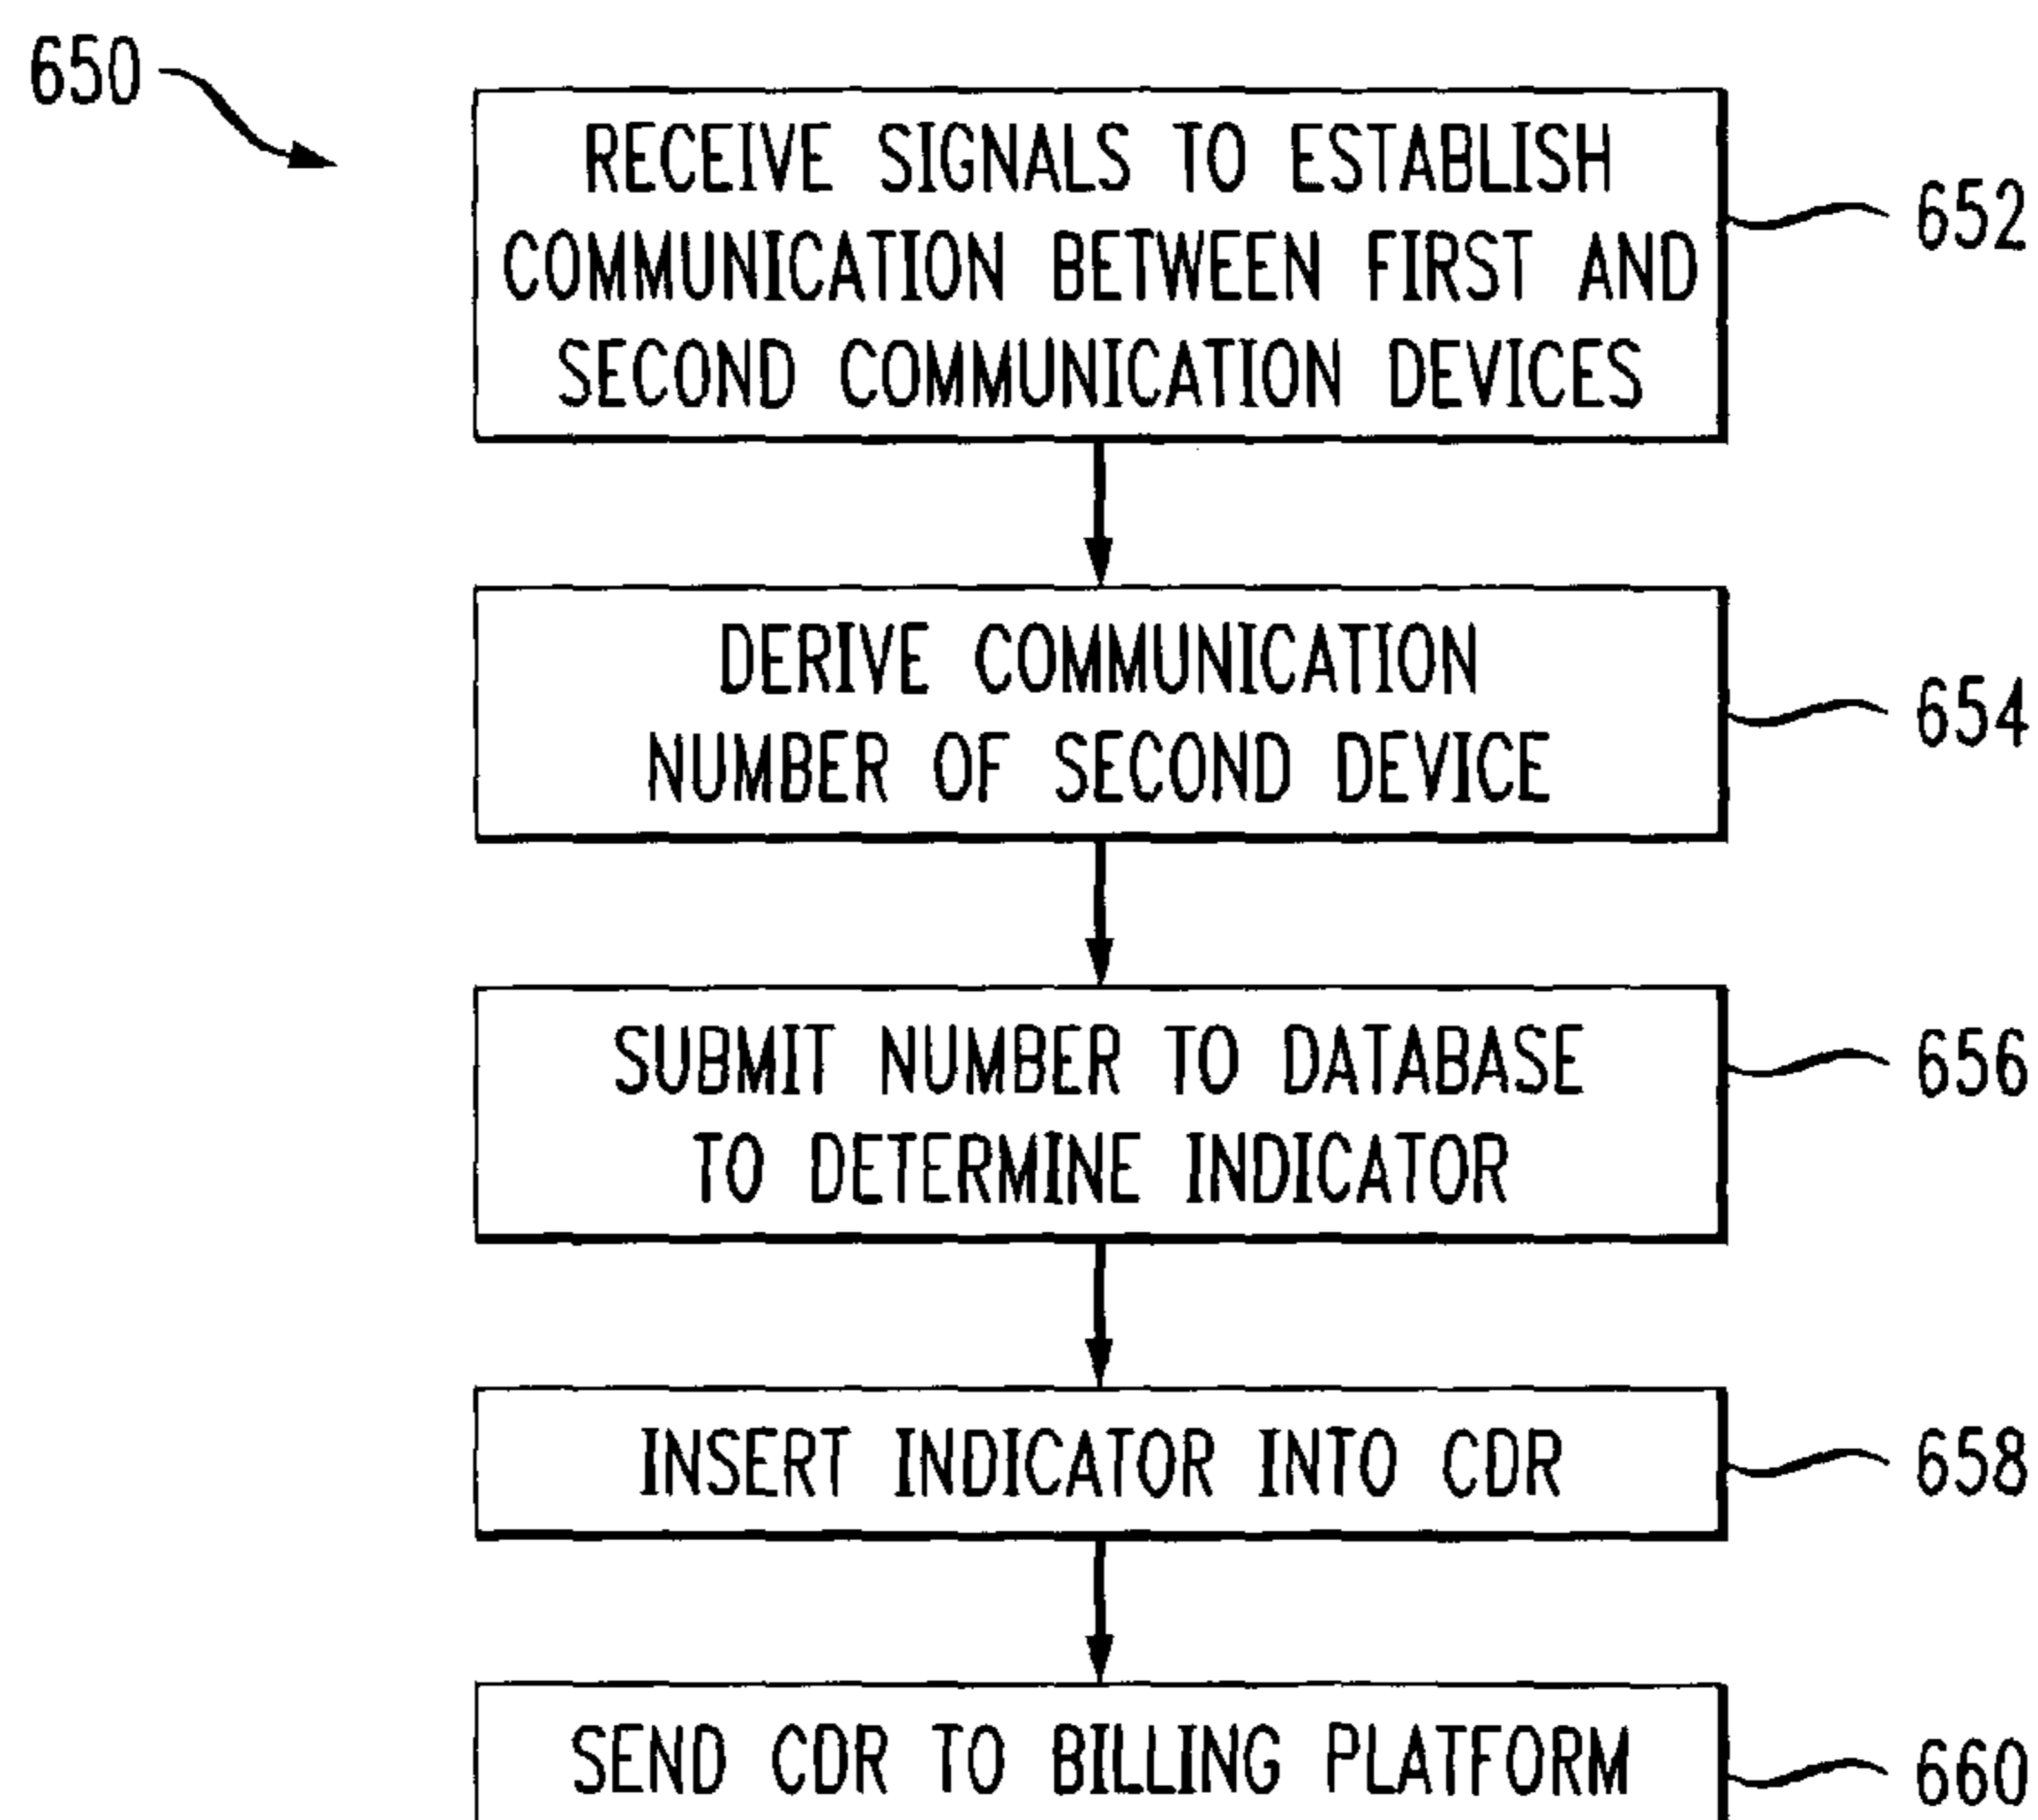 650
RECEIVE SIGNALS TO ESTABLISH
COMMUNICATION BETWEEN FIRST AND
SECOND COMMUNICATION DEVICES
652
DERIVE COMMUNICATION
NUMBER OF SECOND DEVICE
654
SUBMIT NUMBER TO DATABASE
TO DETERMINE INDICATOR
656
INSERT INDICATOR INTO CDR
658
SEND CDR TO BILLING PLATFORM
660